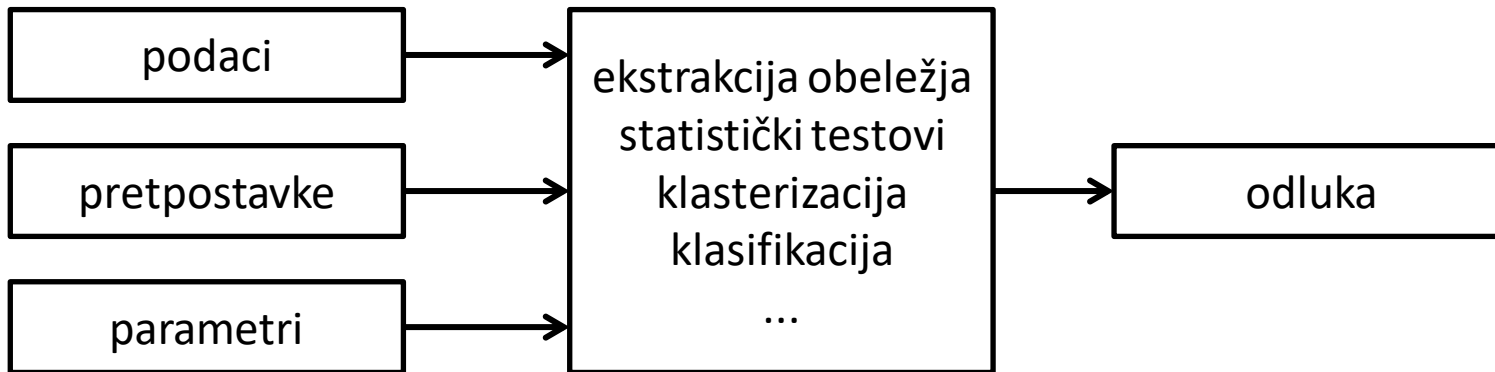 podaci
pretpostavke
parametri
ekstrakcija obeležja
statistički testovi
klasterizacija
klasifikacija
...
odluka